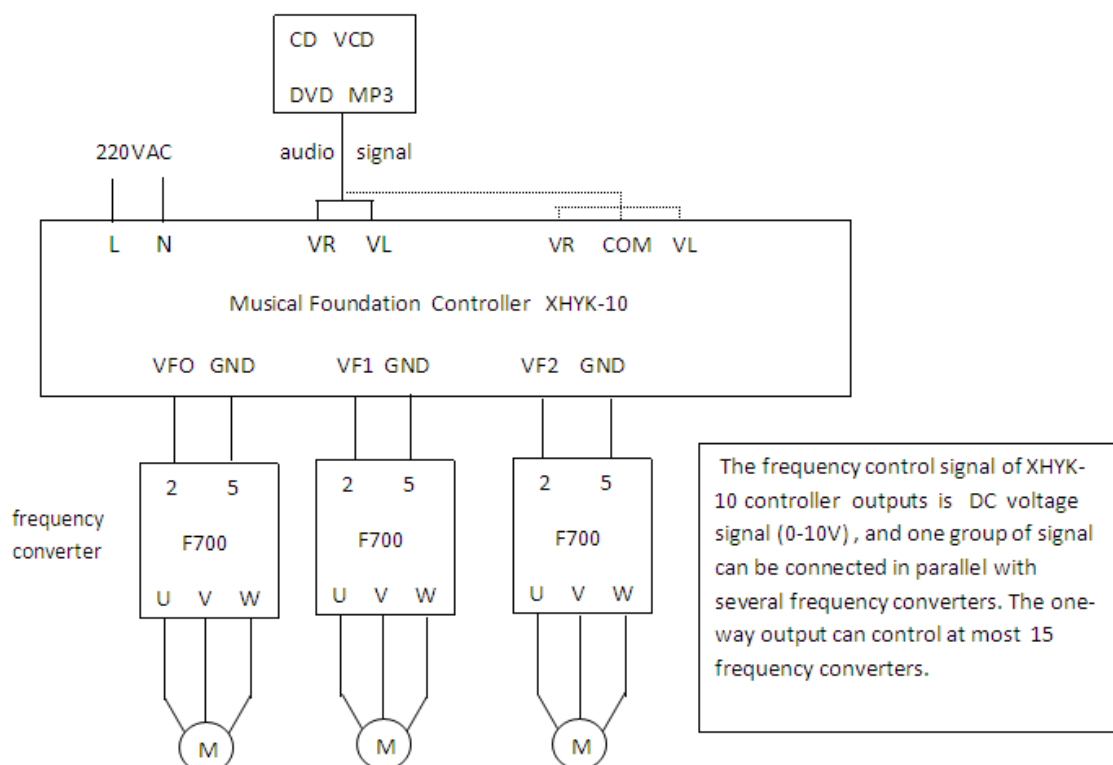 CD VCD
DVD MP3
220VAC
audio signal
L N VR VL VR COM VL
Musical Foundation Controller XHYK-10
VFO GND VF1 GND VF2 GND
2 5 2 5 2 5
frequency
converter
F700 F700 F700
U V W U V W U V W
M M M
The frequency control signal of XHYK-
10 controller outputs is DC voltage
signal (0-10V) , and one group of signal
can be connected in parallel with
several frequency converters. The one-
way output can control at most 15
frequency converters.